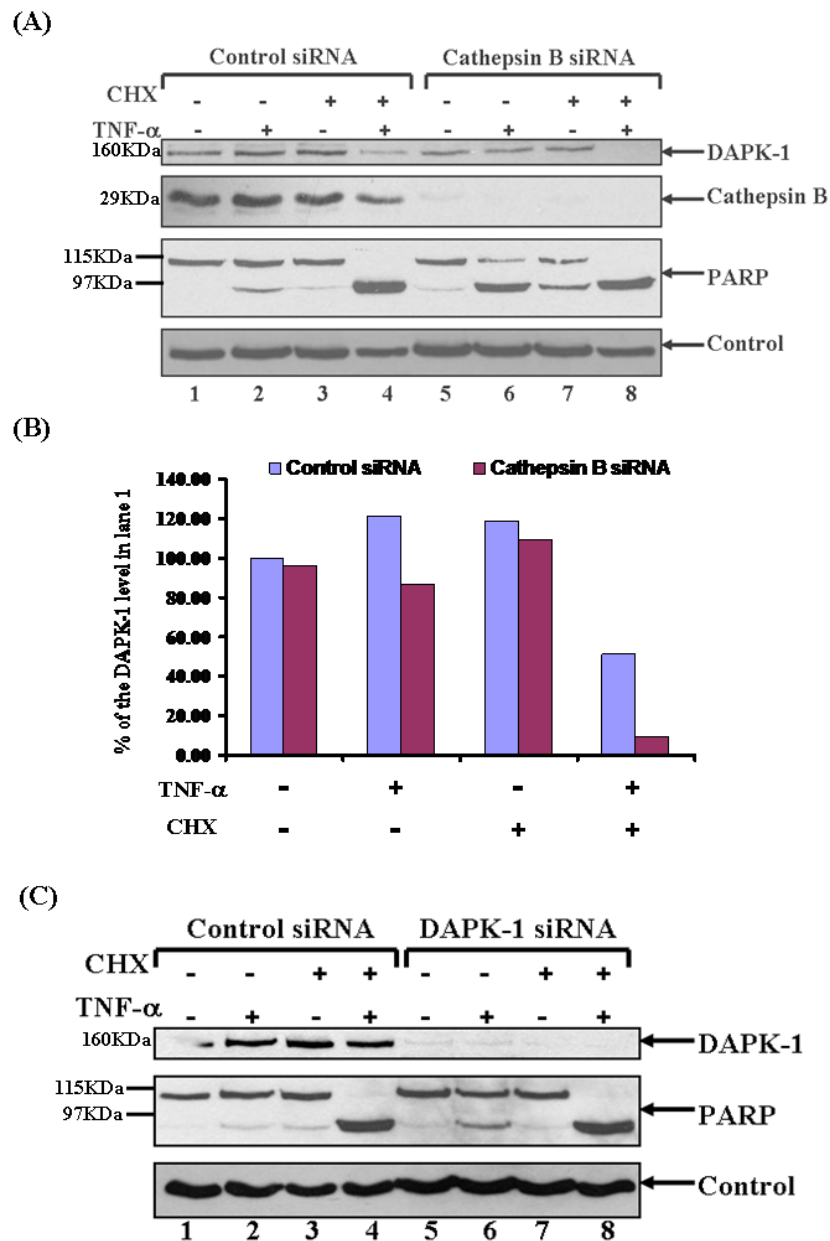 (A)
Control siRNA Cathepsin B siRNA
CHX - - + + - - + +
TNF-α - + - + - + - +
160KDa DAPK-1
29KDa Cathepsin B
115KDa
97KDa PARP
Control
1 2 3 4 5 6 7 8
(B)
Control siRNA Cathepsin B siRNA
% of the DAPK-1 level in lane 1
140.00
120.00
100.00
80.00
60.00
40.00
20.00
0.00
TNF-α - + - +
CHX - - + +
(C)
Control siRNA DAPK-1 siRNA
CHX - - + + - - + +
TNF-α - + - + - + - +
160KDa DAPK-1
115KDa
97KDa PARP
Control
1 2 3 4 5 6 7 8